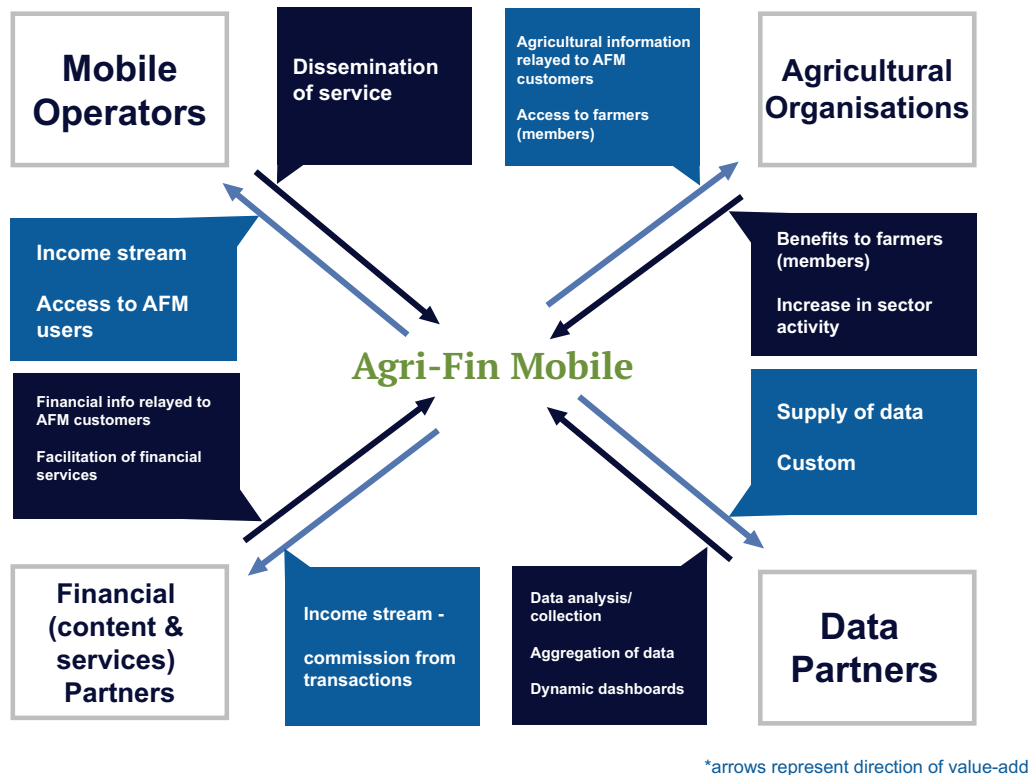 Mobile
Operators
Dissemination
of service
Agricultural information
relayed to AFM
customers
Access to farmers
(members)
Agricultural
Organisations
Income stream
Access to AFM
users
Benefits to farmers
(members)
Increase in sector
activity
Agri-Fin Mobile
Financial info relayed to
AFM customers
Facilitation of financial
services
Supply of data
Custom
Financial
(content &
services)
Partners
Income stream -
commission from
transactions
Data analysis/
collection
Aggregation of data
Dynamic dashboards
Data
Partners
*arrows represent direction of value-add